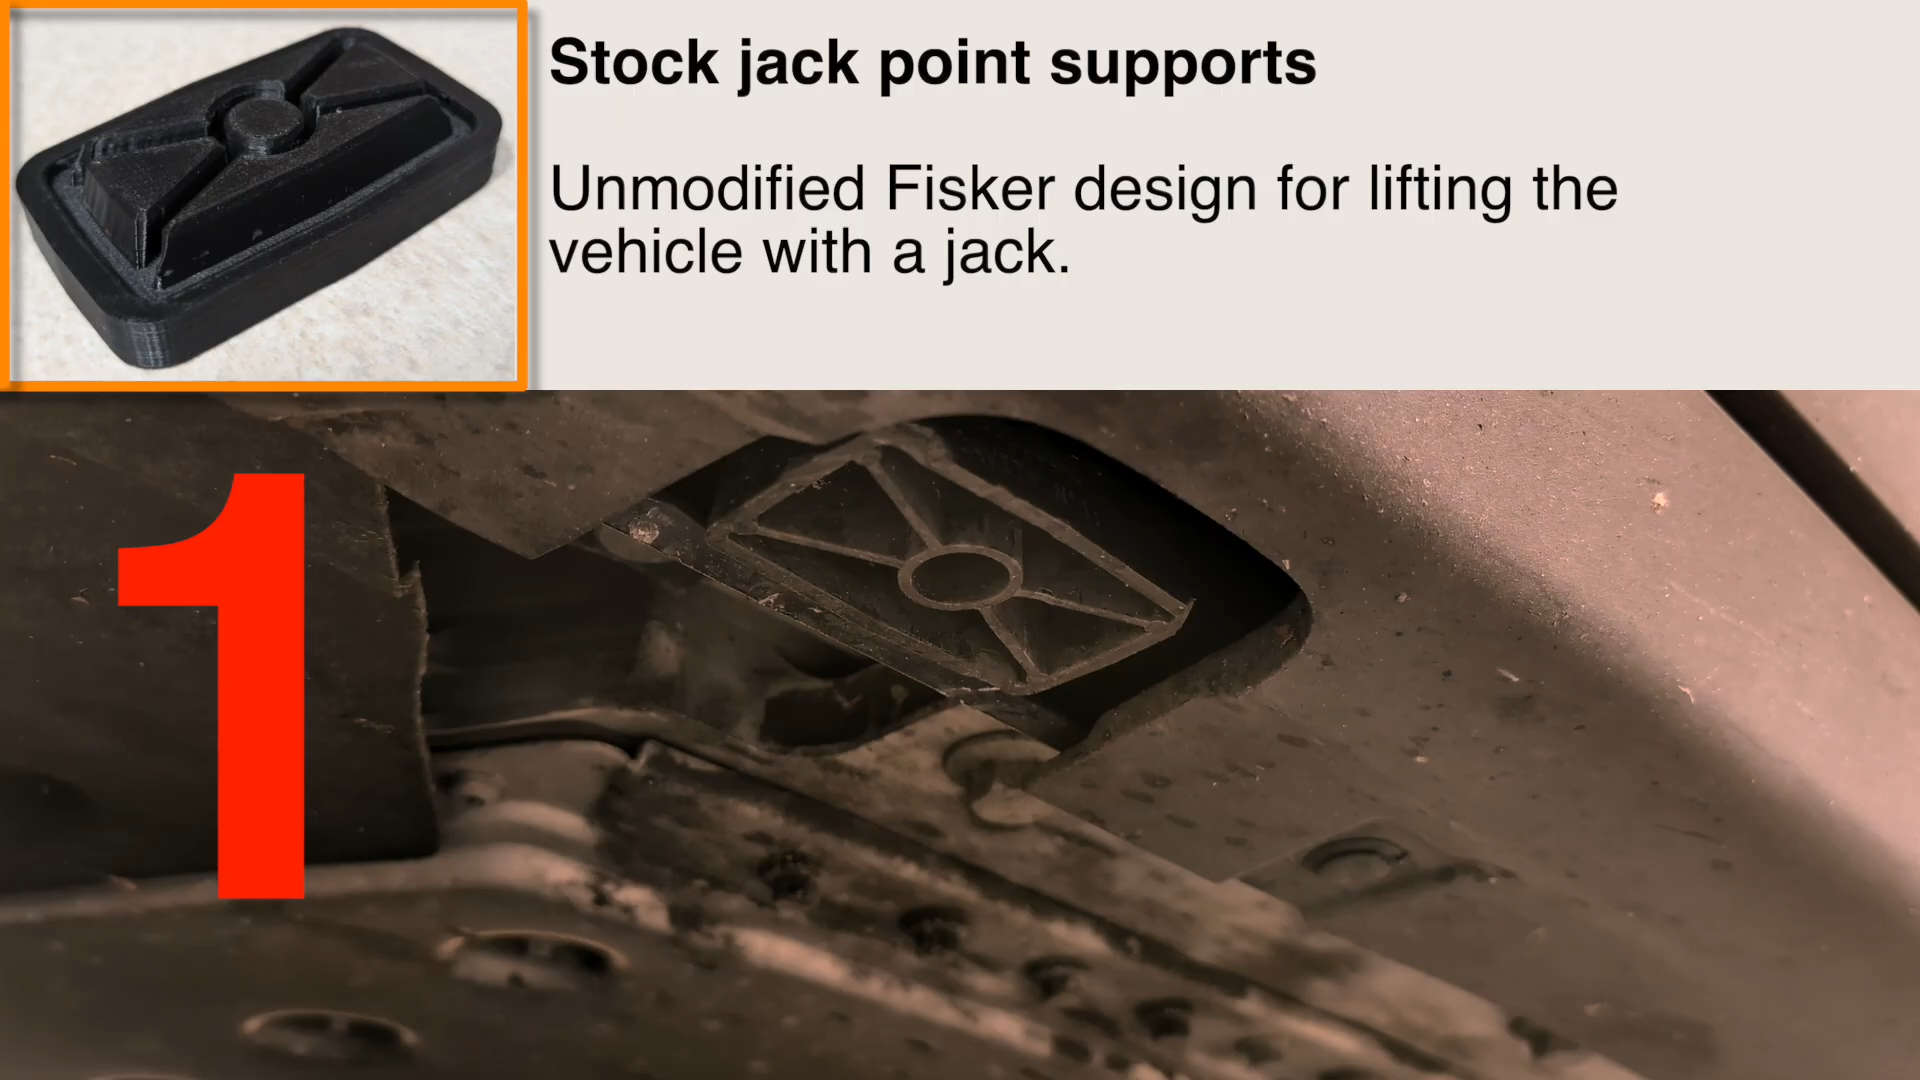 Stock jack point supports
Unmodified Fisker design for lifting the
vehicle with a jack.
1